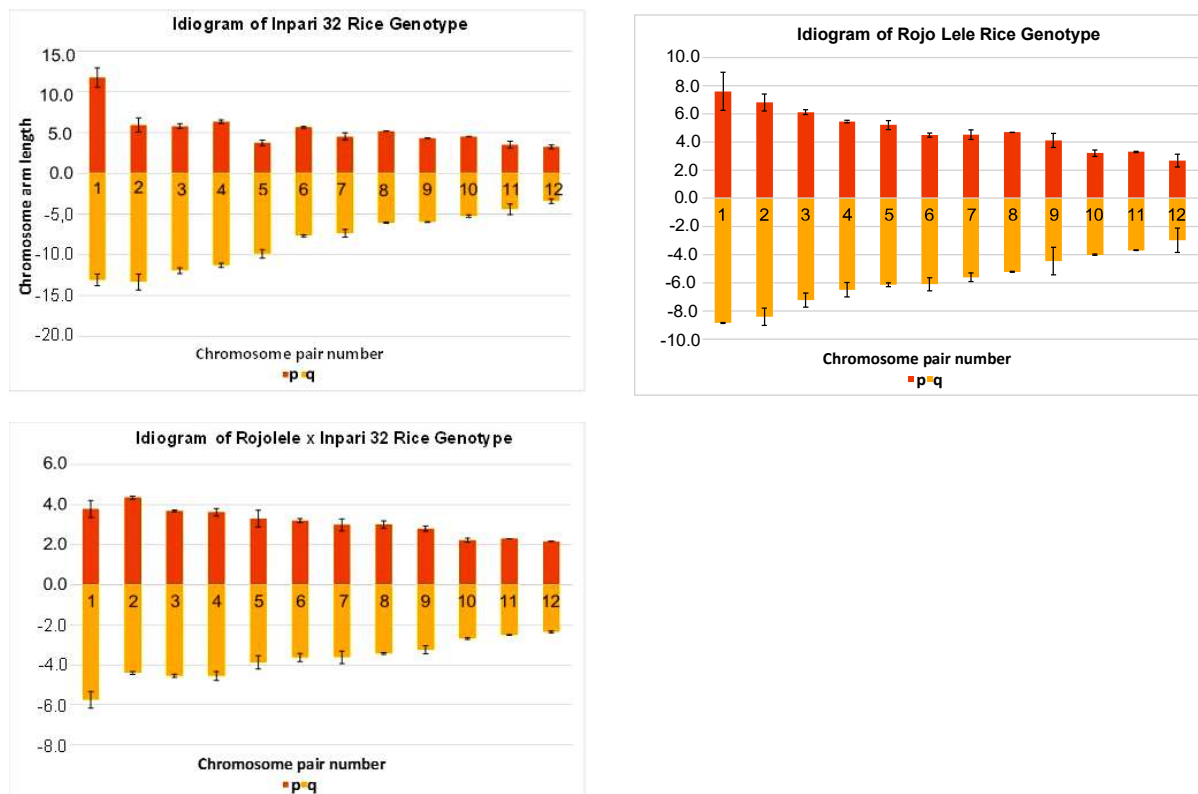 Idiogram of Inpari 32 Rice Genotype
15.0
10.0
5.0
0.0
-5,0
-10.0
-15.0
-20.0
Chromosome arm length
1 2 3 4 5 6 7 8 9 10 11 12
Chromosome pair number
p q
Idiogram of Rojo Lele Rice Genotype
10.0
8.0
6.0
4.0
2.0
0.0
-2.0
-4.0
-6.0
-8.0
-10.0
1 2 3 4 5 6 7 8 9 10 11 12
Chromosome pair number
p q
Idiogram of Rojolele x Inpari 32 Rice Genotype
6.0
4.0
2.0
0.0
-2.0
-4.0
-6.0
-8.0
1 2 3 4 5 6 7 8 9 10 11 12
Chromosome pair number
p q